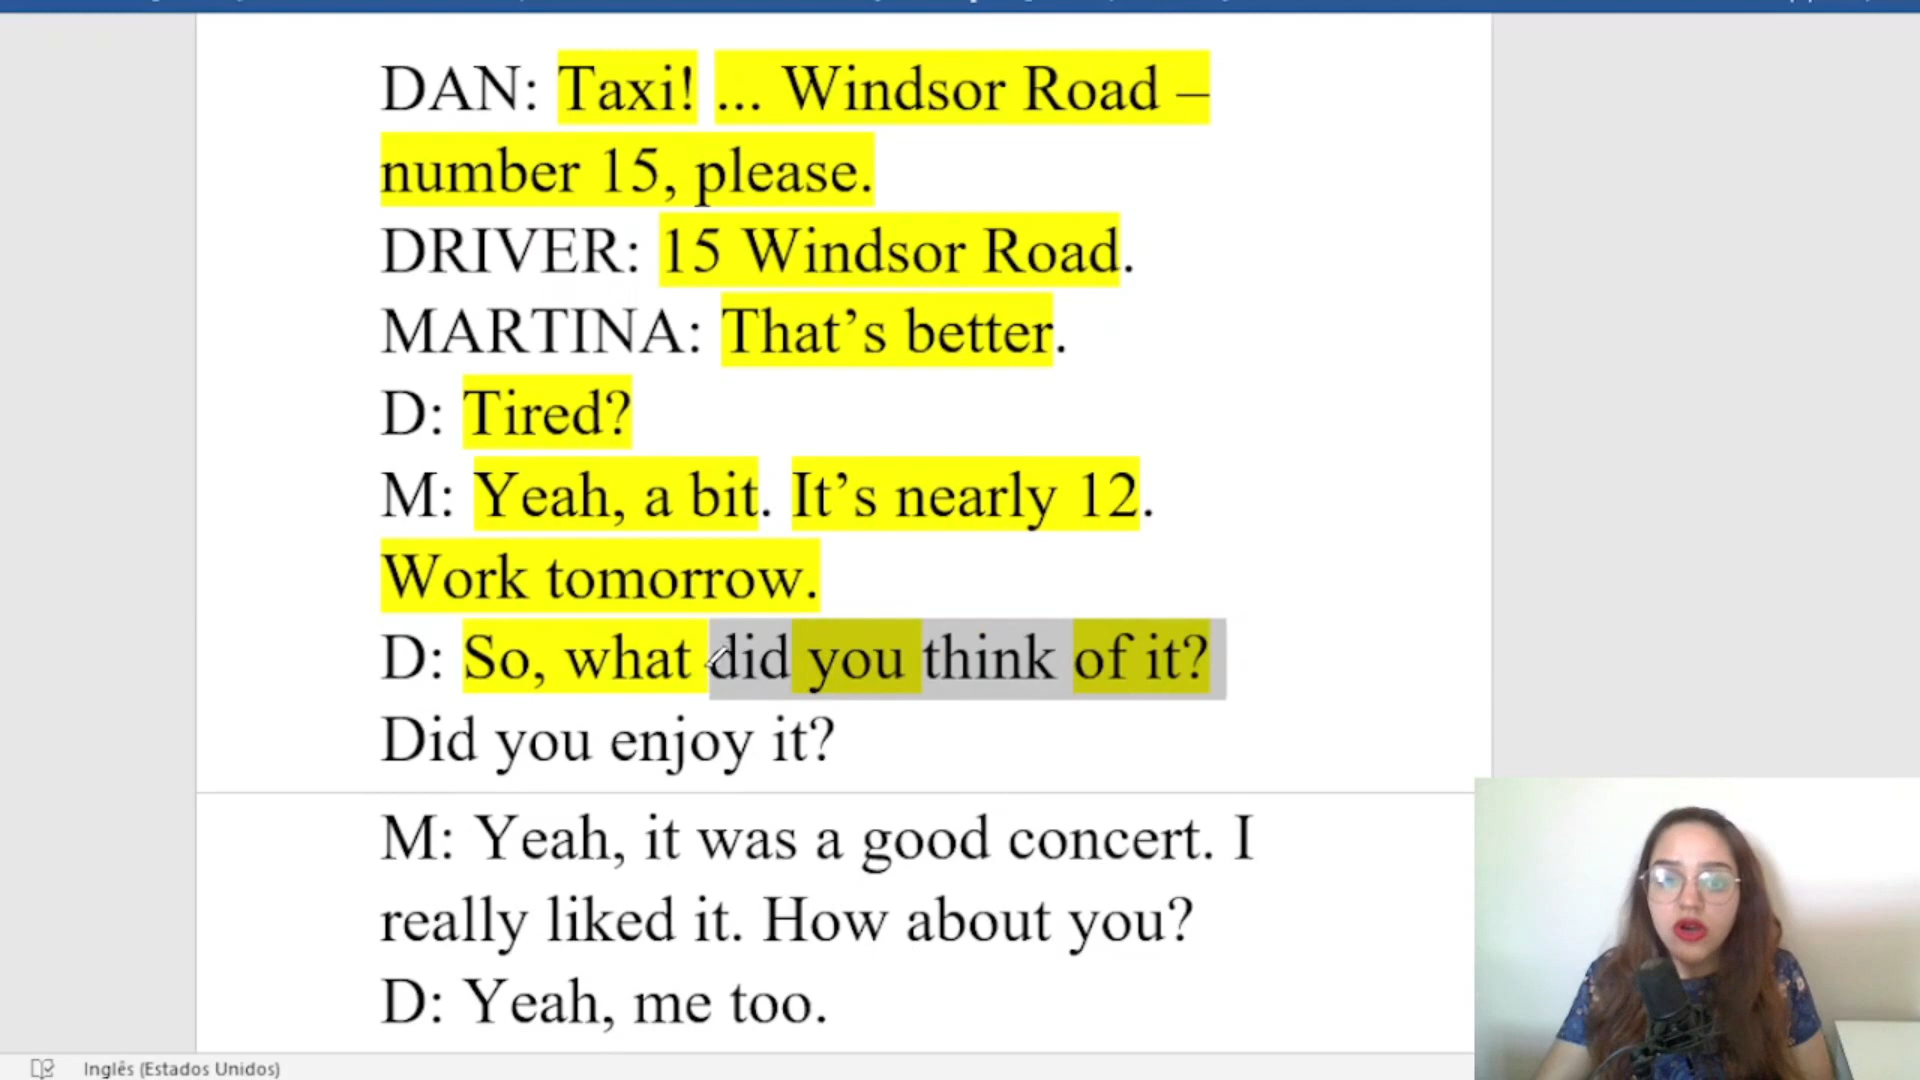 DAN: Taxi! ... Windsor Road –
number 15, please.
DRIVER: 15 Windsor Road.
MARTINA: That’s better.
D: Tired?
M: Yeah, a bit. It’s nearly 12.
Work tomorrow.
D: So, what did you think of it?
Did you enjoy it?
M: Yeah, it was a good concert. I
really liked it. How about you?
D: Yeah, me too.
Inglês (Estados Unidos)